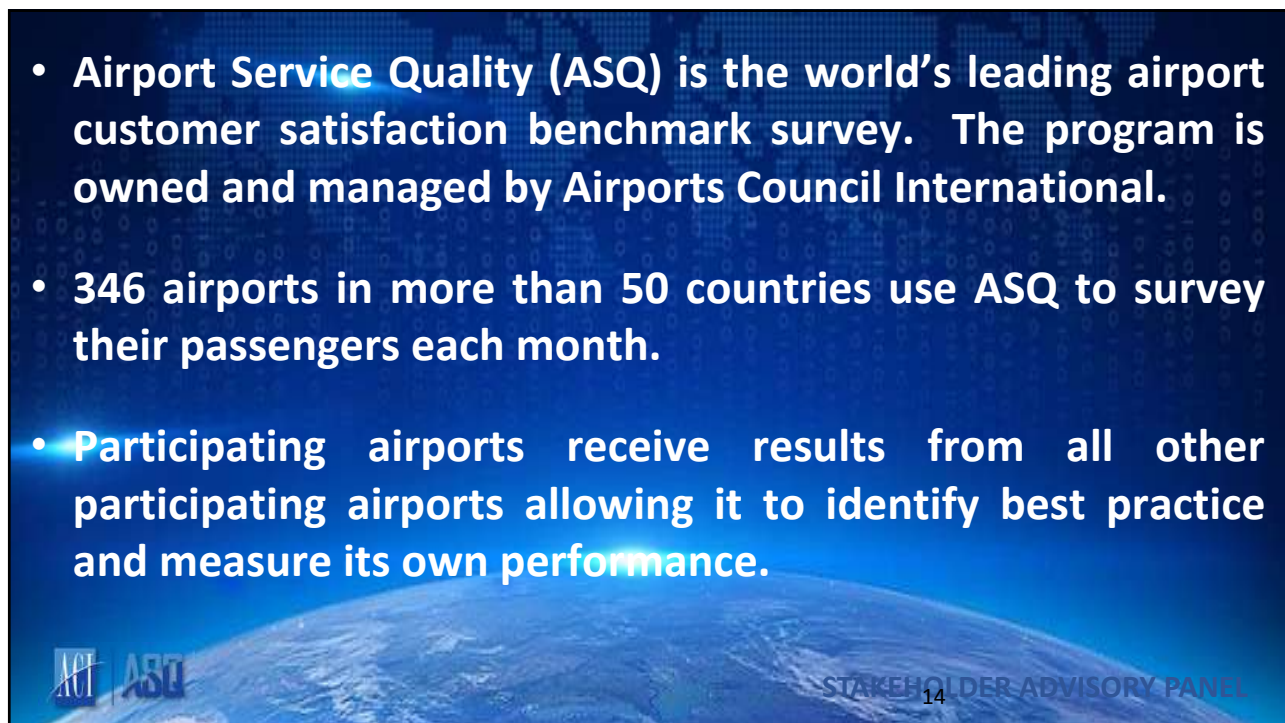 • Airport Service Quality (ASQ) is the world’s leading airport
customer satisfaction benchmark survey. The program is
owned and managed by Airports Council International.
• 346 airports in more than 50 countries use ASQ to survey
their passengers each month.
• Participating airports receive results from all other
participating airports allowing it to identify best practice
and measure its own performance.
ACI | ASQ
STAKEHOLDER ADVISORY PANEL
14